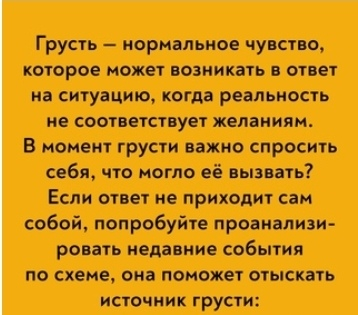 Грусть – нормальное чувство,
которое может возникать в ответ
на ситуацию, когда реальность
не соответствует желаниям.
В момент грусти важно спросить
себя, что могло её вызвать?
Если ответ не приходит сам
собой, попробуйте проанализи-
ровать недавние события
по схеме, она поможет отыскать
источник грусти: